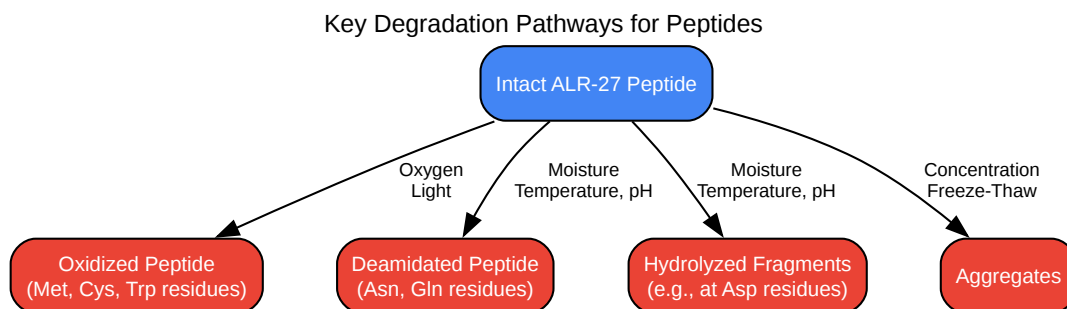 Key Degradation Pathways for Peptides
Intact ALR-27 Peptide
Oxygen
Light
Moisture
Temperature, pH
Moisture
Temperature, pH
Concentration
Freeze-Thaw
Oxidized Peptide
(Met, Cys, Trp residues)
Deamidated Peptide
(Asn, Gln residues)
Hydrolyzed Fragments
(e.g., at Asp residues)
Aggregates